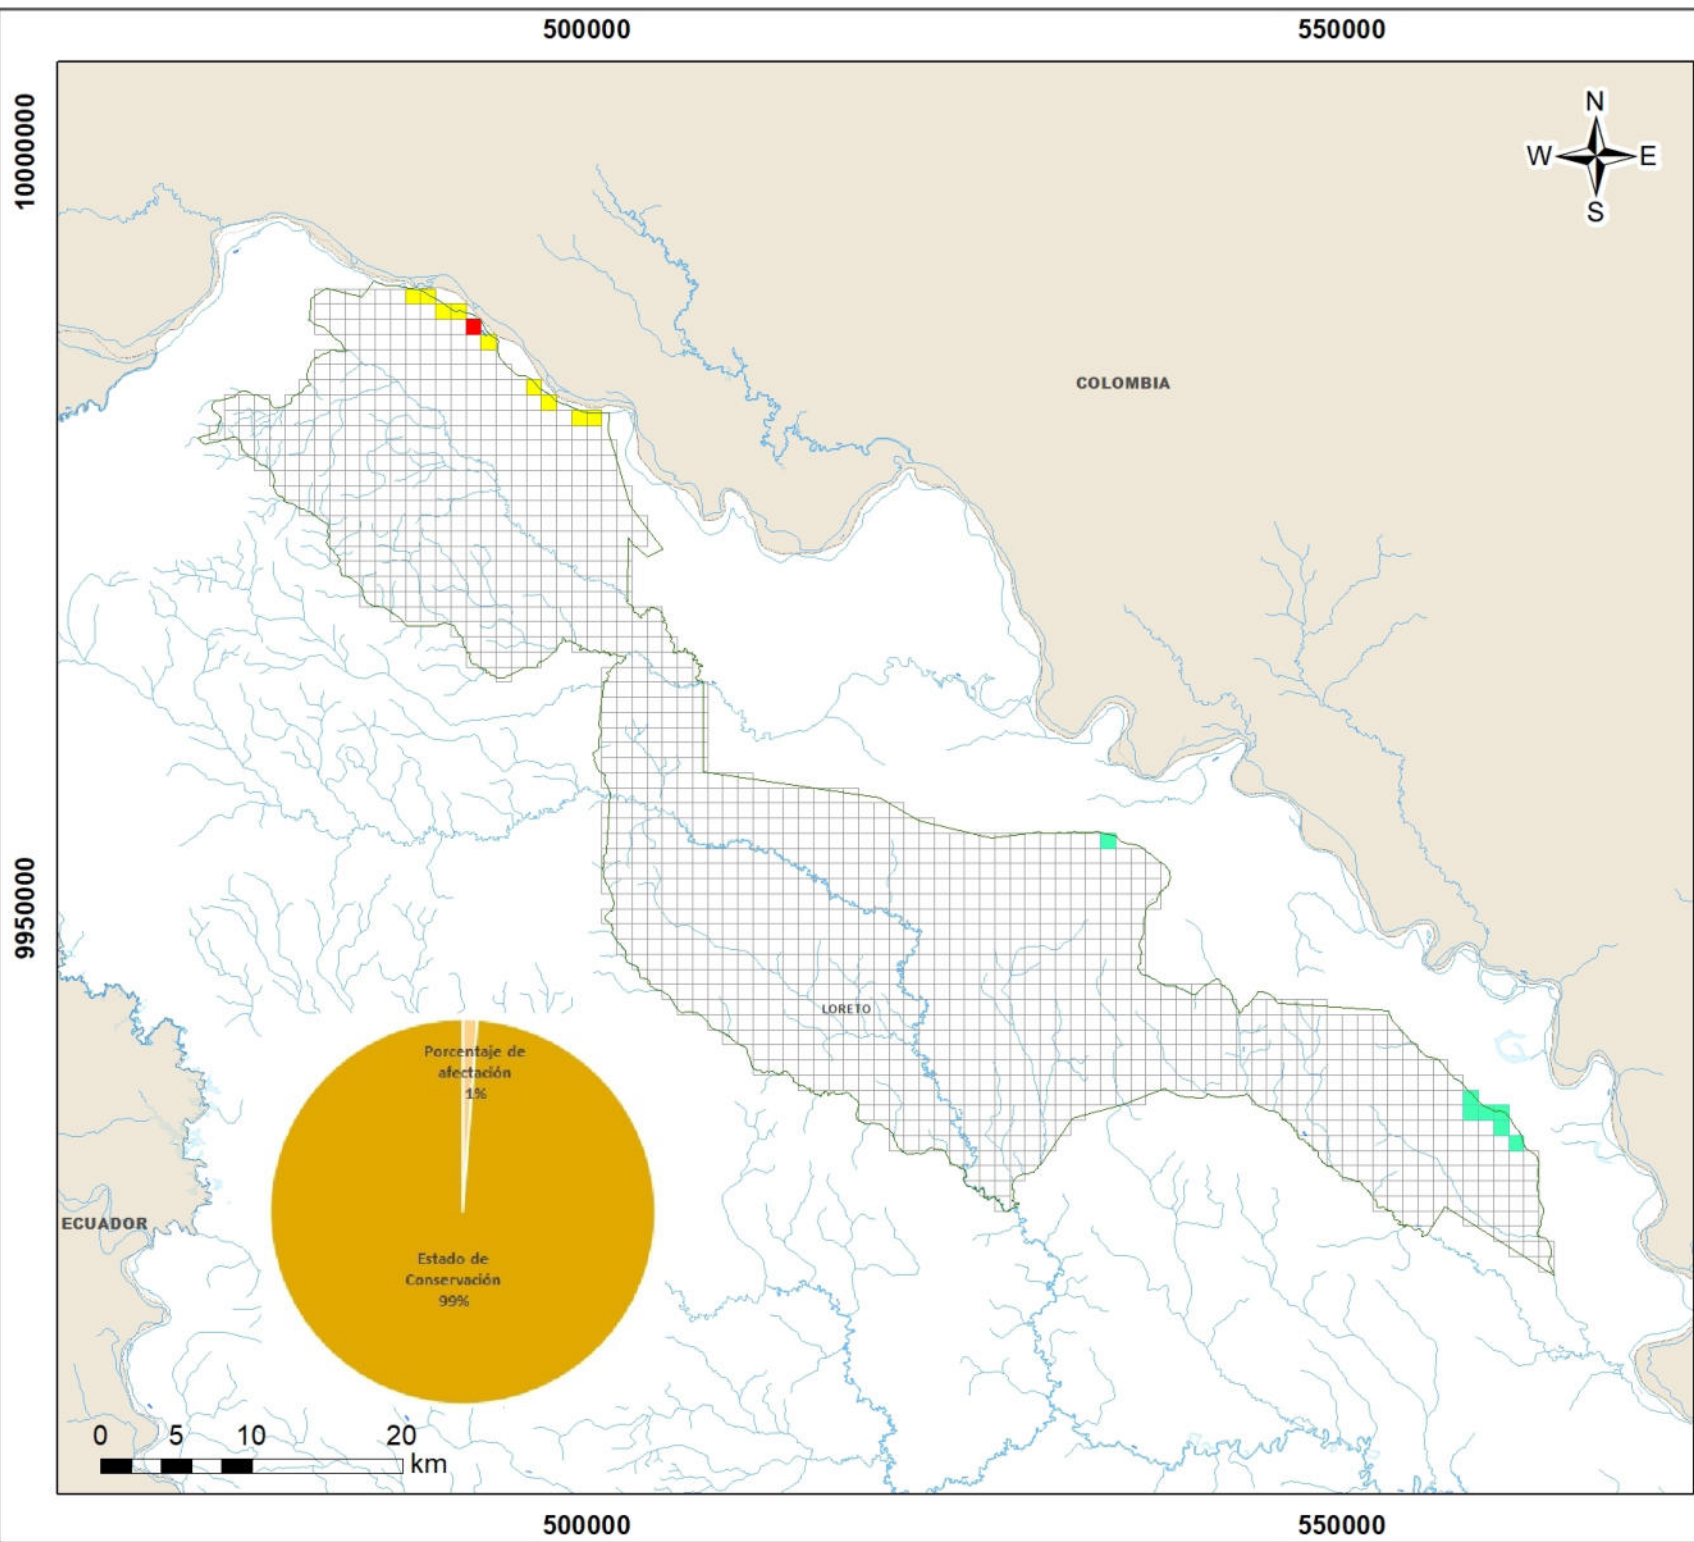 500000
550000
10000000
N
W
E
S
COLOMBIA
9950000
LORETO
Porcentaje de
afectación
1%
ECUADOR
Estado de
Conservación
99%
0
5
10
20
km
500000
550000